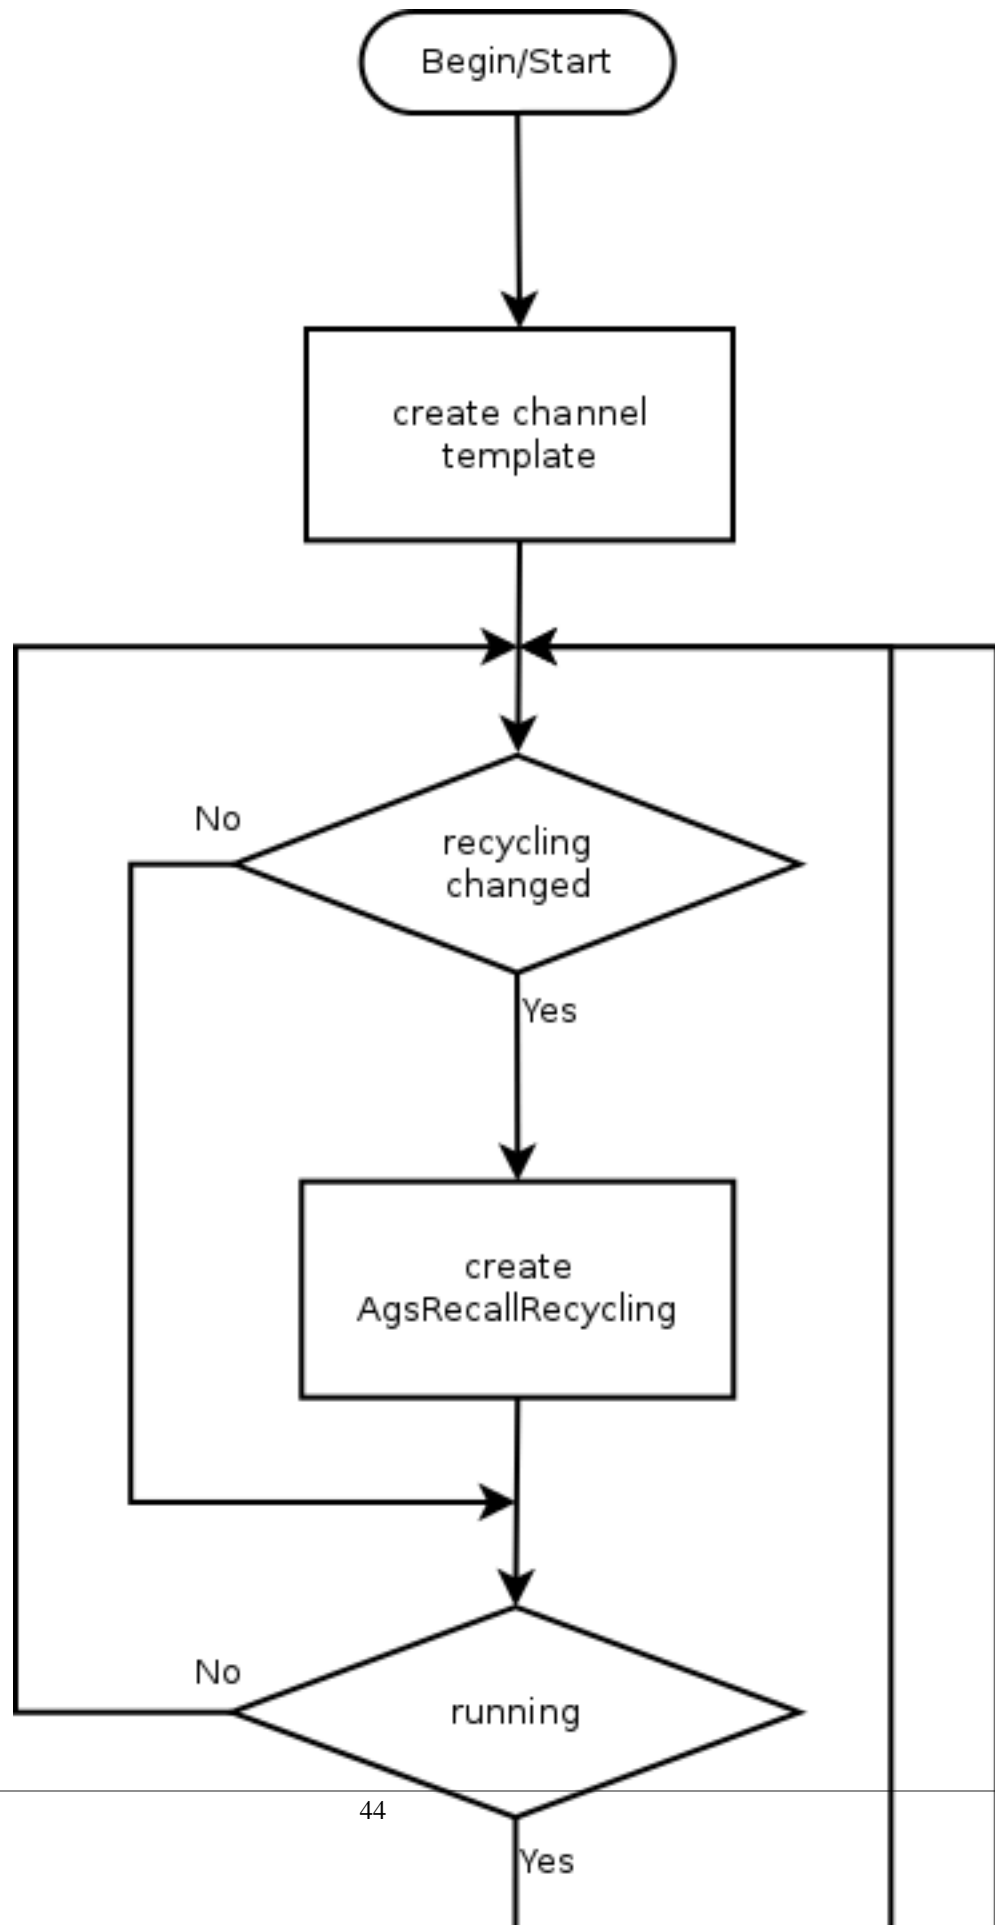 Begin/Start
create channel
template
No
recycling
changed
Yes
create
AgsRecallRecycling
No
running
44
Yes